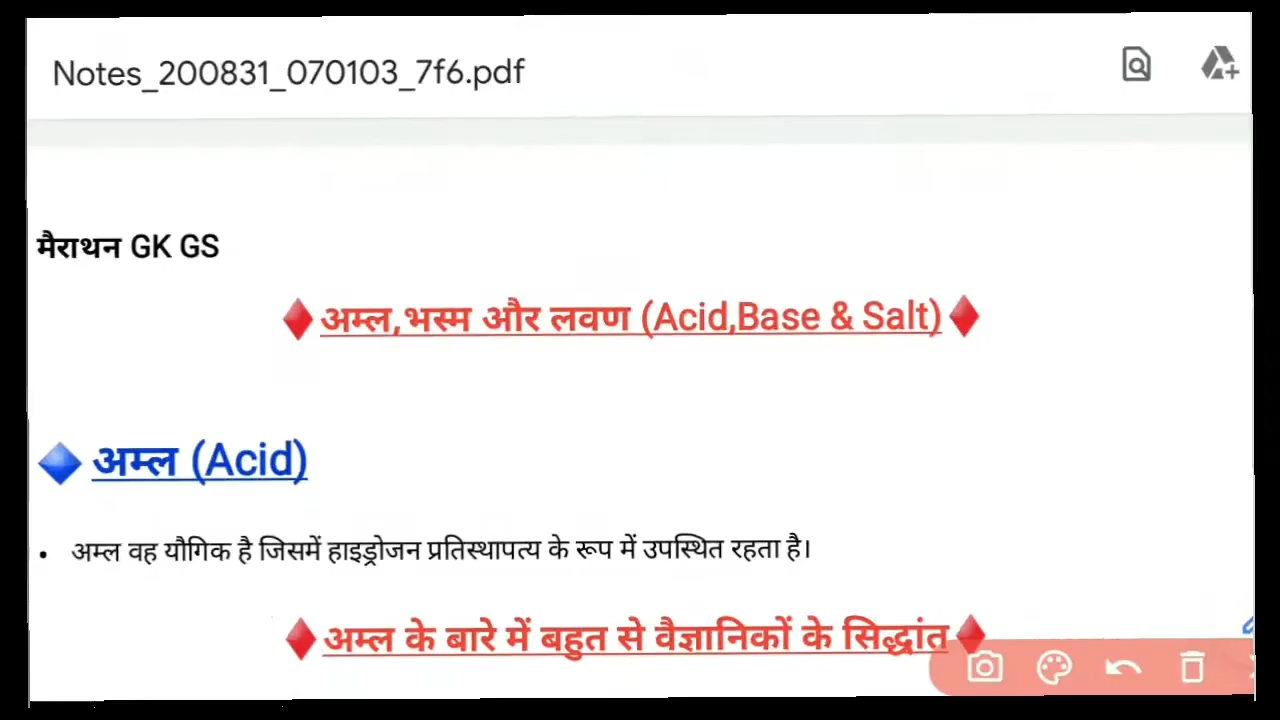 Notes_200831_070103_7f6.pdf
मैराथन GK GS
अम्ल,भस्म और लवण (Acid,Base & Salt)
अम्ल (Acid)
• अम्ल वह यौगिक है जिसमें हाइड्रोजन प्रतिस्थापत्य के रूप में उपस्थित रहता है।
अम्ल के बारे में बहुत से वैज्ञानिकों के सिद्धांत